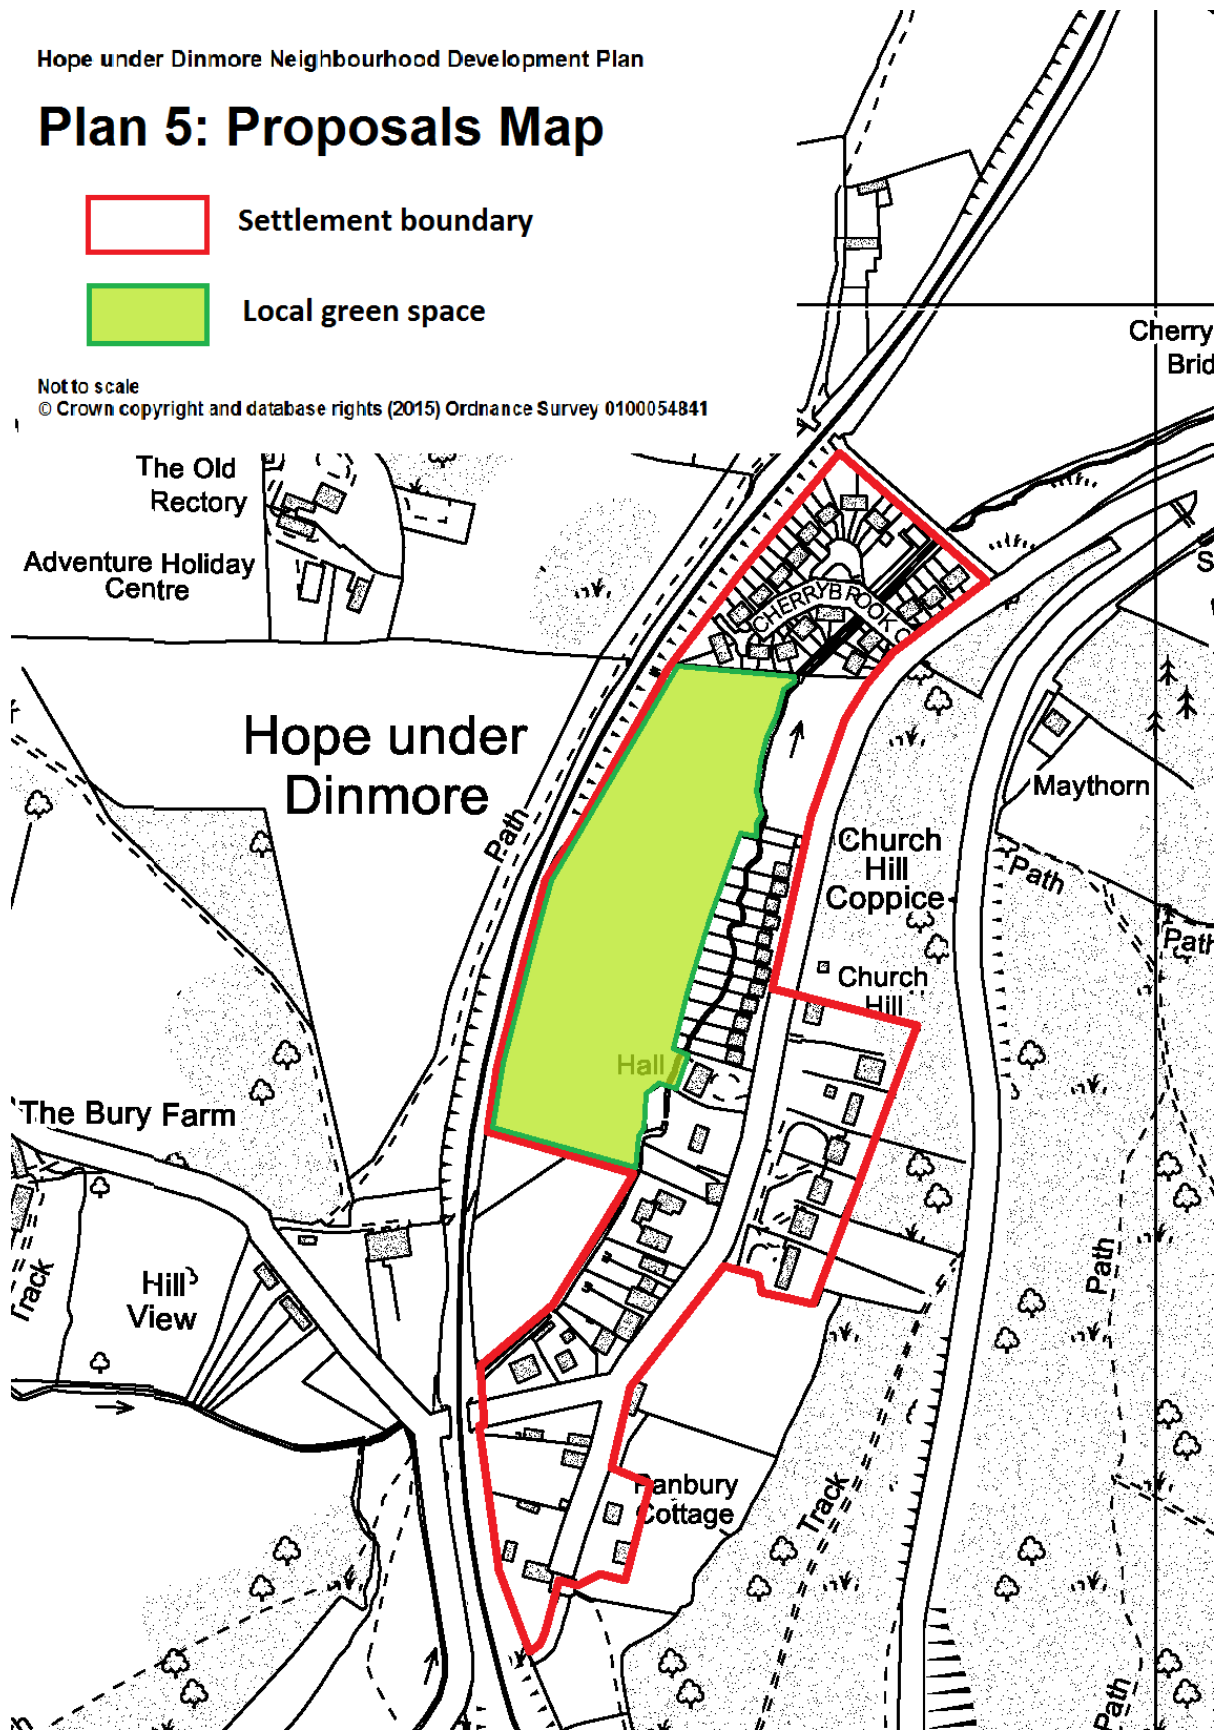 Hope under Dinmore Neighbourhood Development Plan
Plan 5: Proposals Map
Settlement boundary
Local green space
Not to scale
© Crown copyright and database rights (2015) Ordnance Survey 0100054841
Cherry
Brid
The Old
Rectory
Adventure Holiday
Centre
S
CHERRYBROOK C
Hope under
Dinmore
Path
Maythorn
Church
Hill
Coppice
Path
Path
Church
Hill
Hall
The Bury Farm
Track
Hill
View
Path
Panbury
Cottage
Track
Path